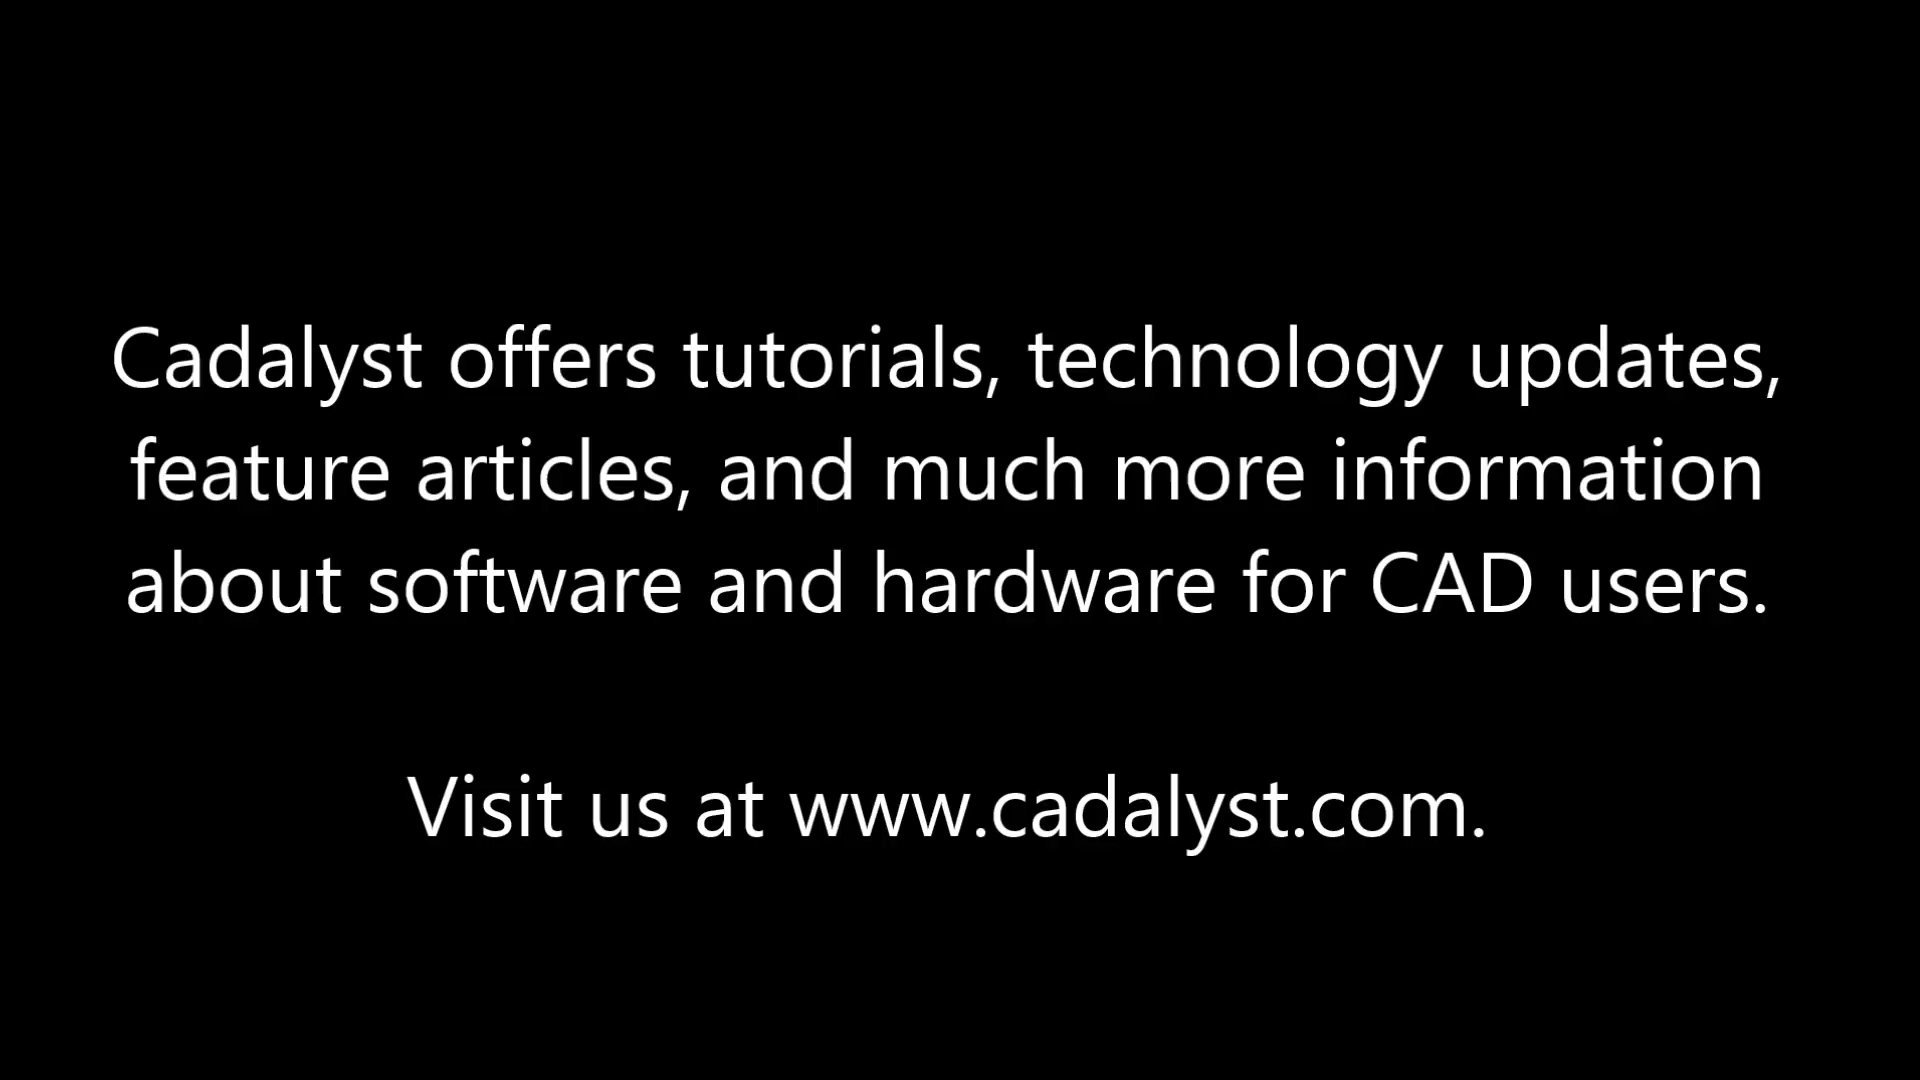 Cadalyst offers tutorials, technology updates,
feature articles, and much more information
about software and hardware for CAD users.
Visit us at www.cadalyst.com.